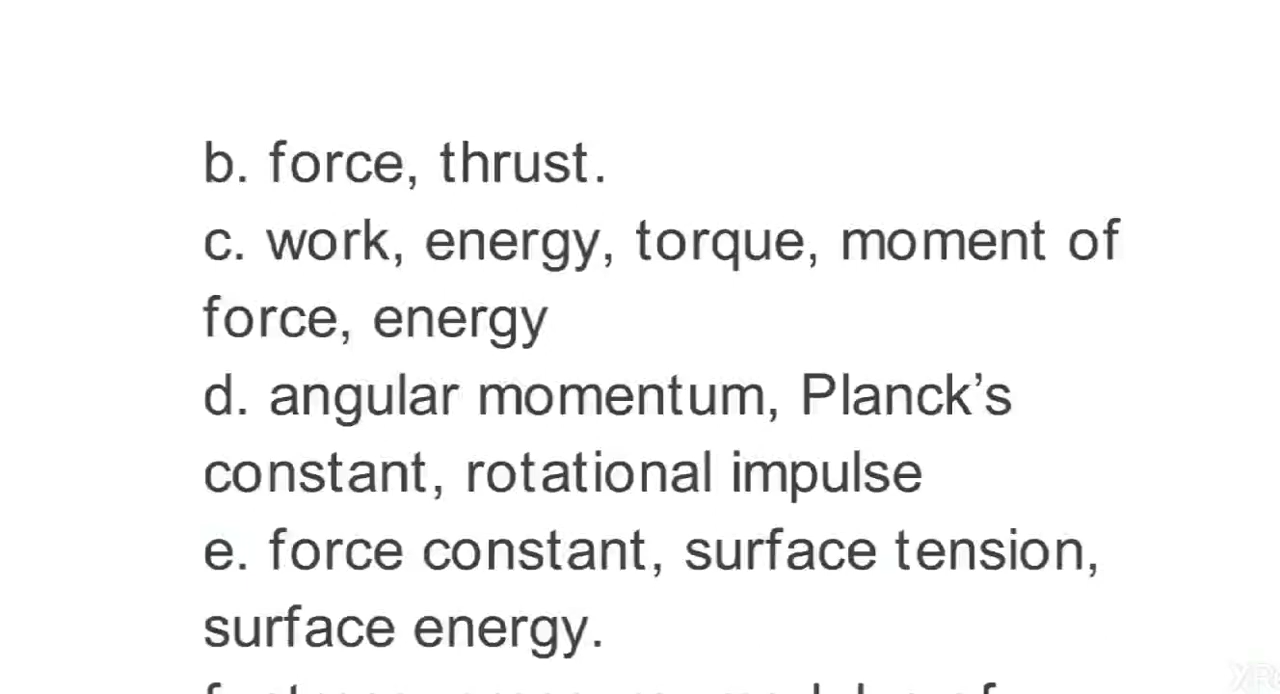 b. force, thrust.
c. work, energy, torque, moment of
force, energy
d. angular momentum, Planck’s
constant, rotational impulse
e. force constant, surface tension,
surface energy.